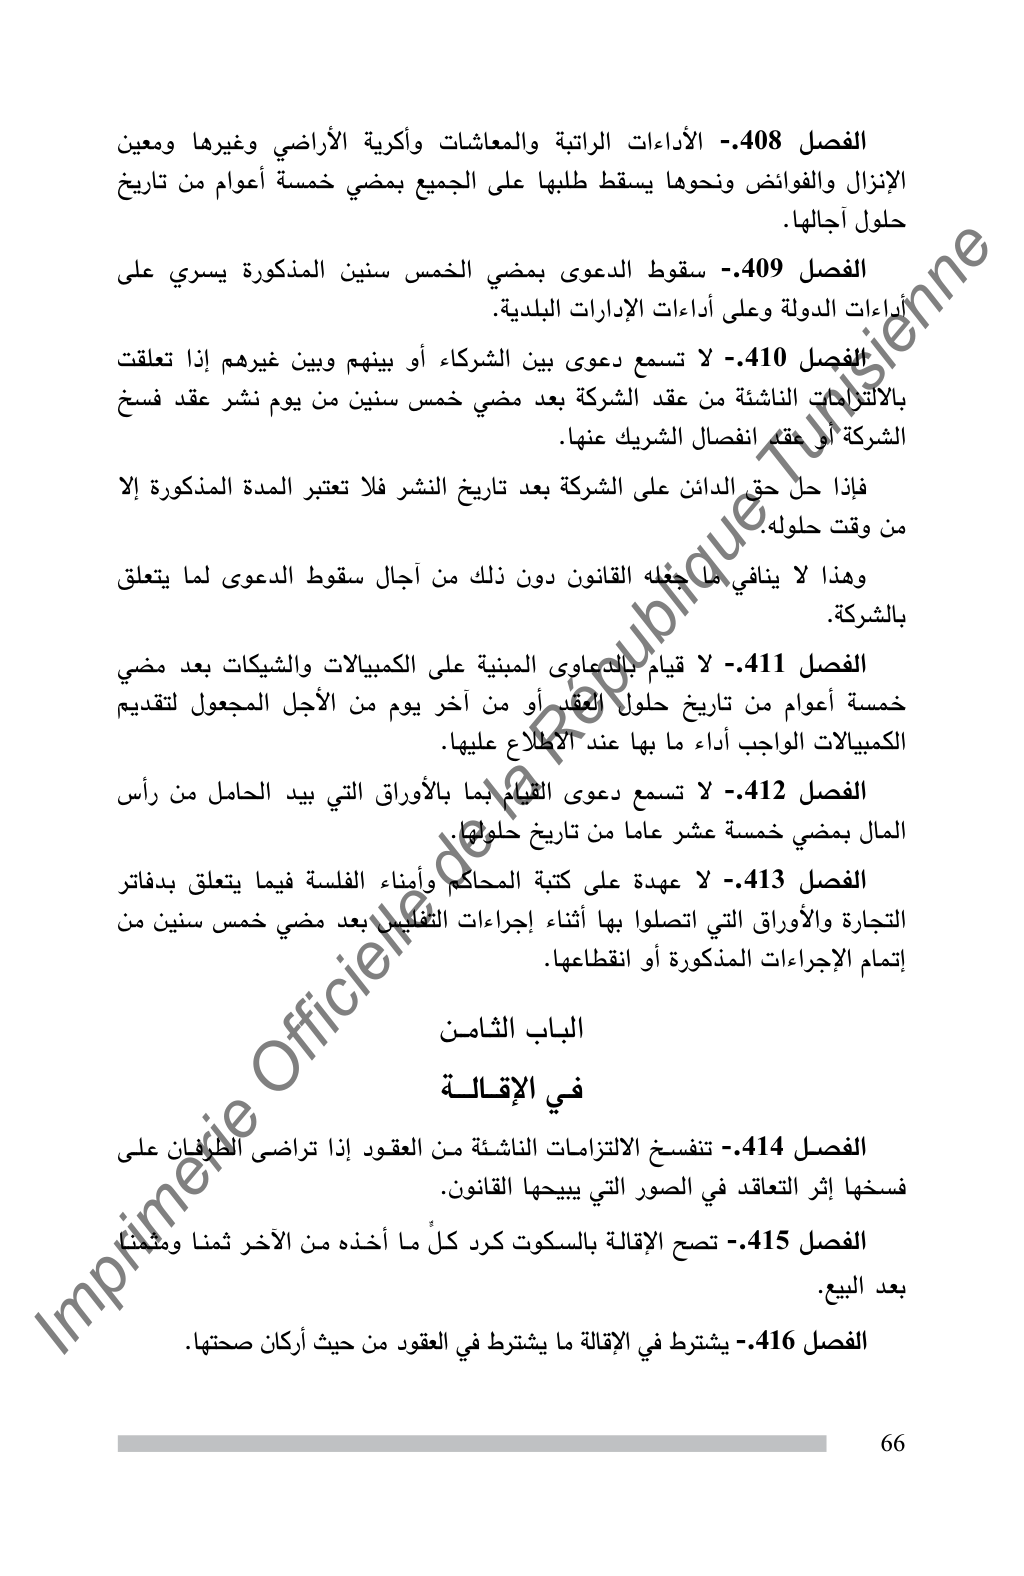 الفصل 408.- الأداءات الراتبة والمعاشات وأكرية الأراضي وغيرها ومعين
الإنزال والفوائض ونحوها يسقط طلبها على الجميع بمضي خمسة أعوام من تاريخ
حلول آجالها.
الفصل 409.- سقوط الدعوى بمضي الخمس سنين المذكورة يسري على
أداءات الدولة وعلى أداءات الإدارات البلدية.
الفصل 410.- لا تسمع دعوى بين الشركاء أو بينهم وبين غيرهم إذا تعلقت
بالالتزامات الناشئة من عقد الشركة بعد مضي خمس سنين من يوم نشر عقد فسخ
الشركة أو عقد انفصال الشريك عنها.
فإذا حل حق الدائن على الشركة بعد تاريخ النشر فلا تعتبر المدة المذكورة إلا
من وقت حلوله.
وهذا لا ينافي ما جعله القانون دون ذلك من آجال سقوط الدعوى لما يتعلق
بالشركة.
الفصل 411.- لا قيام بالدعاوى المبنية على الكمبيالات والشيكات بعد مضي
خمسة أعوام من تاريخ حلول العقد أو من آخر يوم من الأجل المجعول لتقديم
الكمبيالات الواجب أداء ما بها عند الاطلاع عليها.
الفصل 412.- لا تسمع دعوى القيام بما بالأوراق التي بيد الحامل من رأس
المال بمضي خمسة عشر عاما من تاريخ حلولها.
الفصل 413.- لا عهدة على كتبة المحاكم وأمناء الفلسة فيما يتعلق بدفاتر
التجارة والأوراق التي اتصلوا بها أثناء إجراءات التفليس بعد مضي خمس سنين من
إتمام الإجراءات المذكورة أو انقطاعها.
الباب الثامن
في الإقالة
الفصل 414.- تنفسخ الالتزامات الناشئة من العقود إذا تراضى الطرفان على
فسخها إثر التعاقد في الصور التي يبيحها القانون.
الفصل 415.- تصح الإقالة بالسكوت كرد كلٍّ ما أخذه من الآخر ثمنا ومثمنا
بعد البيع.
الفصل 416.- يشترط في الإقالة ما يشترط في العقود من حيث أركان صحتها.
66
Imprimerie Officielle de la République Tunisienne